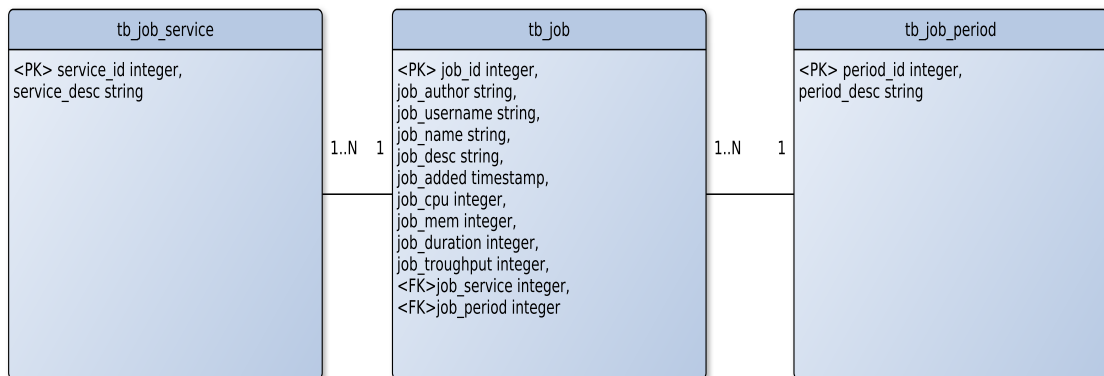 tb_job_service
<PK> service_id integer,
service_desc string
1..N 1
tb_job
<PK> job_id integer,
job_author string,
job_username string,
job_name string,
job_desc string,
job_added timestamp,
job_cpu integer,
job_mem integer,
job_duration integer,
job_troughput integer,
<FK>job_service integer,
<FK>job_period integer
1..N 1
tb_job_period
<PK> period_id integer,
period_desc string